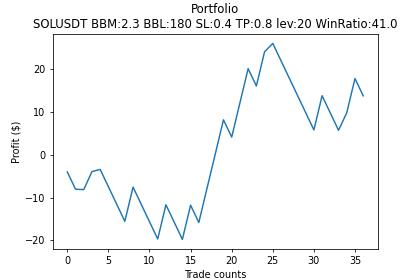 Portfolio
SOLUSDT BBM:2.3 BBL:180 SL:0.4 TP:0.8 lev:20 WinRatio:41.0
Profit ($)
20
10
0
−10
−20
0 5 10 15 20 25 30 35
Trade counts